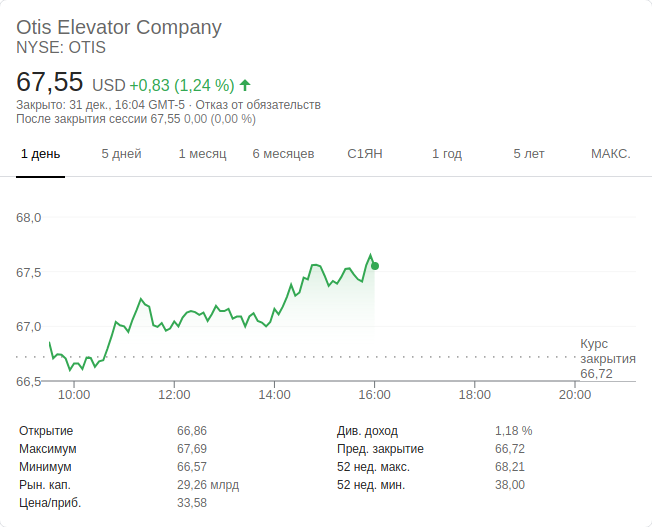 Otis Elevator Company
NYSE: OTIS
67,55 USD +0,83 (1,24 %)
Закрыто: 31 дек., 16:04 GMT-5 · Отказ от обязательств
После закрытия сессии 67,55 0,00 (0,00 %)
1 день 5 дней 1 месяц 6 месяцев С1ЯН 1 год 5 лет МАКС.
68,0
67,5
67,0
Курс
закрытия
66,72
66,5
10:00 12:00 14:00 16:00 18:00 20:00
Открытие 66,86 Див. доход 1,18 %
Максимум 67,69 Пред. закрытие 66,72
Минимум 66,57 52 нед. макс. 68,21
Рын. кап. 29,26 млрд 52 нед. мин. 38,00
Цена/приб. 33,58